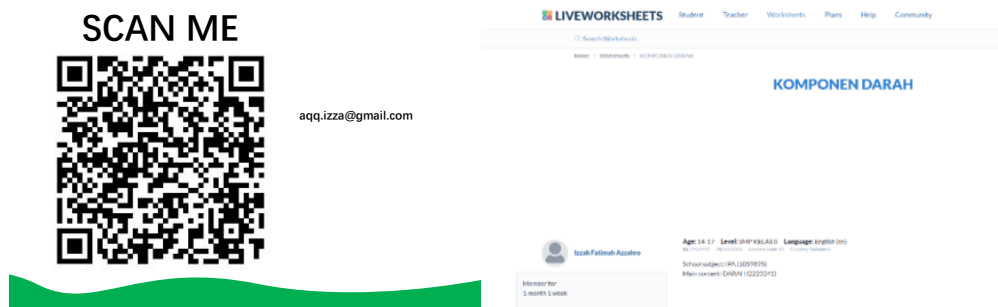 SCAN ME
aqq.izza@gmail.com
LIVEWORKSHEETS Student Teacher Worksheets Plans Help Community
Search Worksheets
Home / Worksheets / KOMPONEN DARAH
KOMPONEN DARAH
Izzah Fatimah Azzahro
Age: 14-17 Level: SMP KELAS 8 Language: English (en)
School subject: IPA (1059895)
Main content: DARAH (2223241)
Member for
1 month 1 week